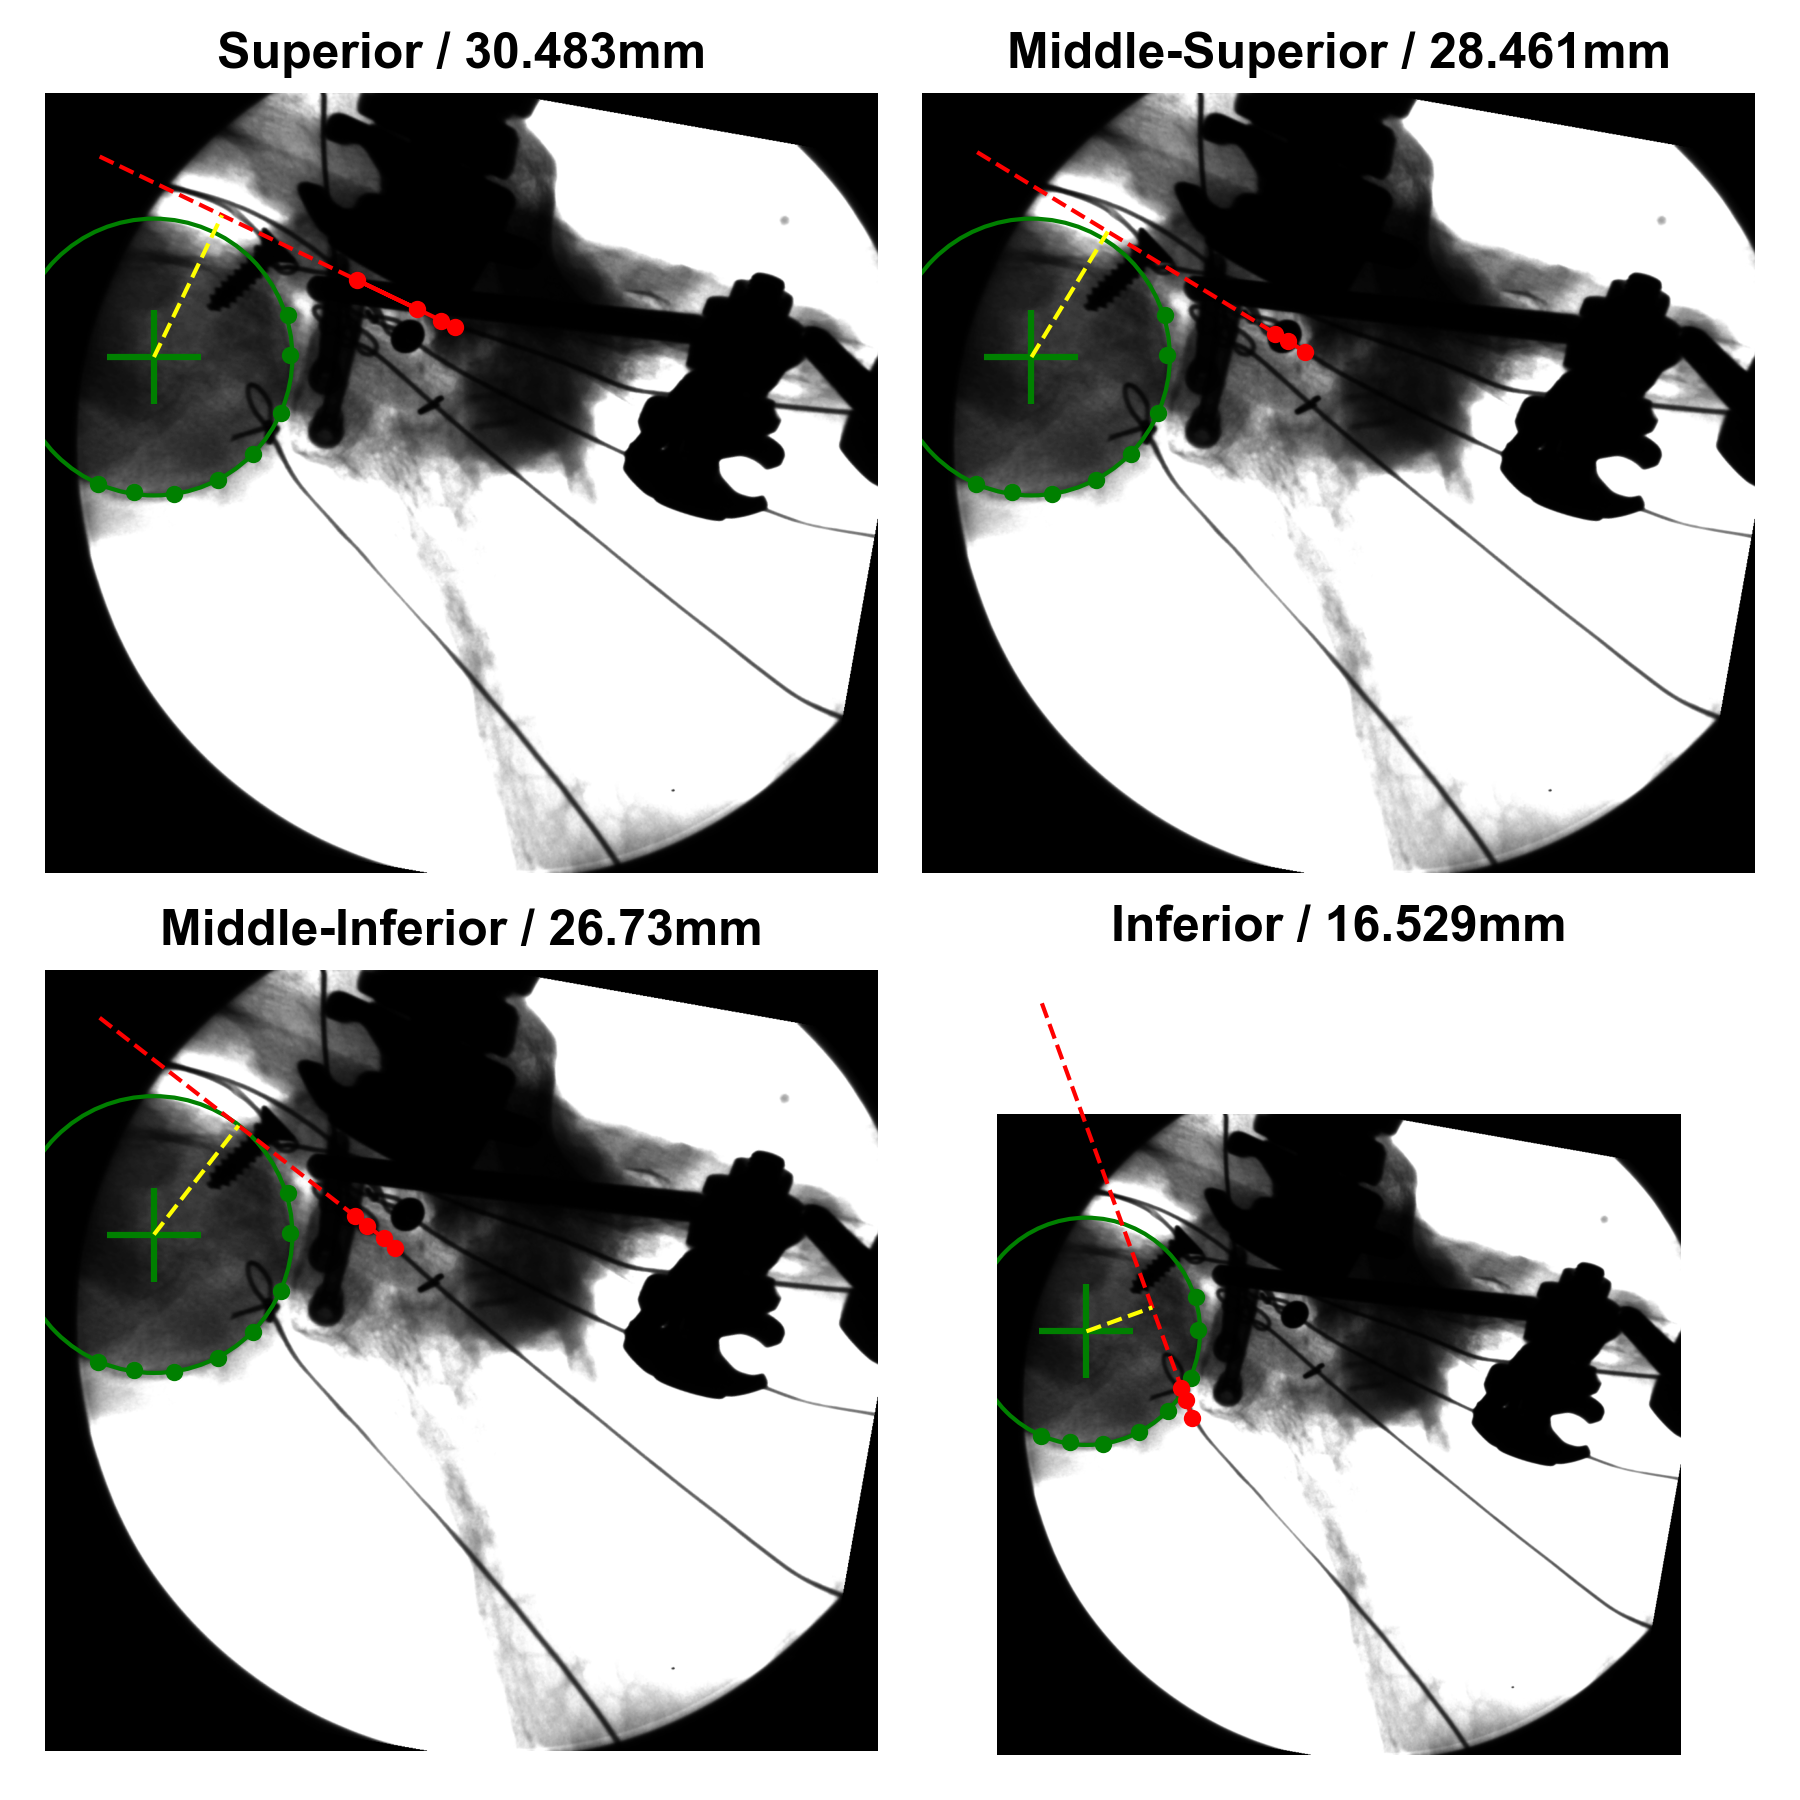 Superior / 30.483mm
Middle-Superior / 28.461mm
Middle-Inferior / 26.73mm
Inferior / 16.529mm